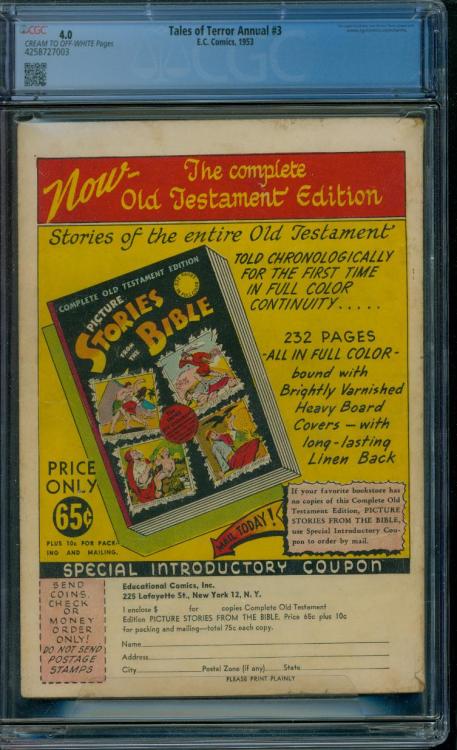 CGC
4.0
CREAM TO OFF-WHITE Pages
4258727003
Tales of Terror Annual #3
E.C. Comics, 1953
CGC
Now-
The complete
Old Testament Edition
Stories of the entire Old Testament
TOLD CHRONOLOGICALLY
FOR THE FIRST TIME
IN FULL COLOR
CONTINUITY.....
COMPLETE OLD TESTAMENT EDITION
PICTURE
STORIES
FROM THE
BIBLE
232 PAGES
-ALL IN FULL COLOR-
bound with
Brightly Varnished
Heavy Board
Covers - with
long-lasting
Linen Back
PRICE
ONLY
65¢
PLUS 10¢ FOR PACK-
ING AND MAILING.
MAIL TODAY!
If your favorite bookstore has
no copies of this Complete Old
Testament Edition, PICTURE
STORIES FROM THE BIBLE,
use Special Introductory Cou-
pon to order by mail.
SPECIAL INTRODUCTORY COUPON
SEND
COINS,
CHECK
OR
MONEY
ORDER
ONLY!
DO NOT SEND
POSTAGE
STAMPS
Educational Comics, Inc.
225 Lafayette St., New York 12, N. Y.
I enclose $ for copies Complete Old Testament
Edition PICTURE STORIES FROM THE BIBLE. Price 65c plus 10c
for packing and mailing—total 75c each copy.
Name
Address
City Postal Zone (if any) State
PLEASE PRINT PLAINLY